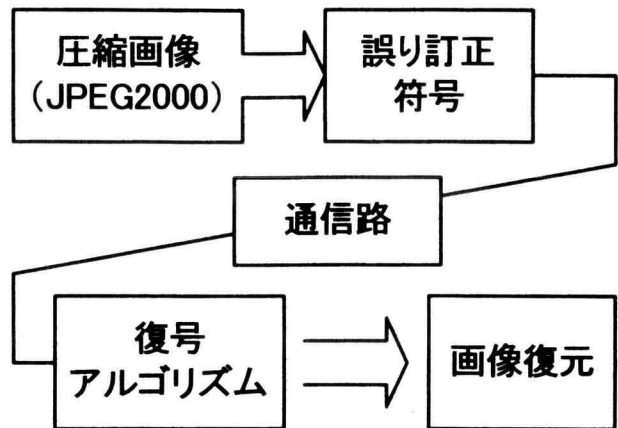 圧縮画像
（JPEG2000）
誤り訂正
符号
通信路
復号
アルゴリズム
画像復元